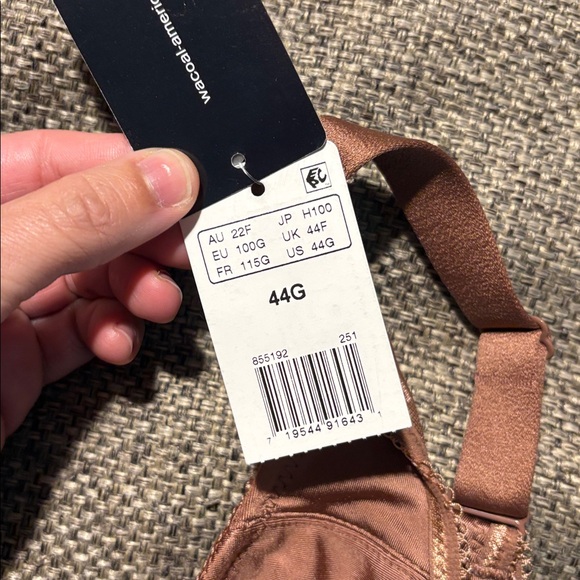 wacoal-americ
AU 22F JP H100
EU 100G UK 44F
FR 115G US 44G
44G
855192 251
7 19544 91643 1